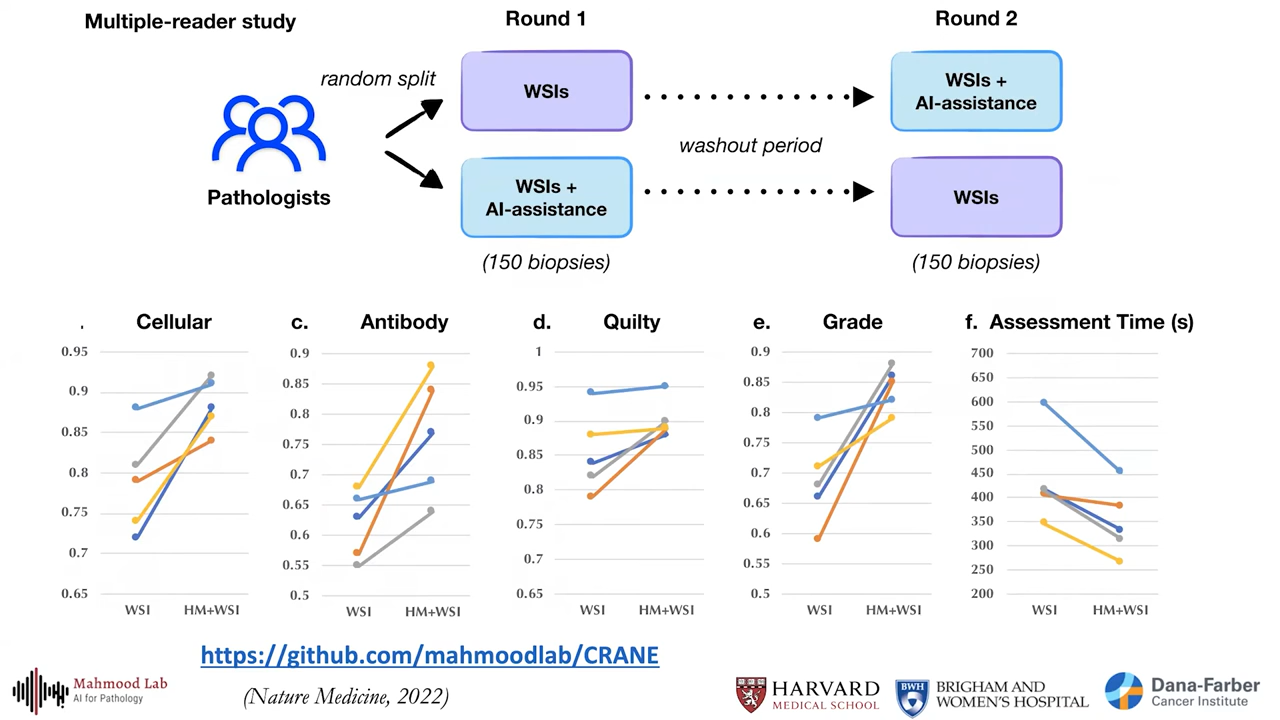 Multiple-reader study
Round 1
Round 2
random split
WSIs
WSIs +
AI-assistance
washout period
Pathologists
WSIs +
AI-assistance
WSIs
(150 biopsies)
(150 biopsies)
. Cellular
0.95
0.9
0.85
0.8
0.75
0.7
0.65
WSI HM+WSI
c. Antibody
0.9
0.85
0.8
0.75
0.7
0.65
0.6
0.55
0.5
WSI HM+WSI
d. Quilty
1
0.95
0.9
0.85
0.8
0.75
0.7
0.65
WSI HM+WSI
e. Grade
0.9
0.85
0.8
0.75
0.7
0.65
0.6
0.55
0.5
WSI HM+WSI
f. Assessment Time (s)
700
650
600
550
500
450
400
350
300
250
200
WSI HM+WSI
https://github.com/mahmoodlab/CRANE
(Nature Medicine, 2022)
Mahmood Lab
AI for Pathology
HARVARD
MEDICAL SCHOOL
BWH
BRIGHAM AND
WOMEN'S HOSPITAL
Dana-Farber
Cancer Institute